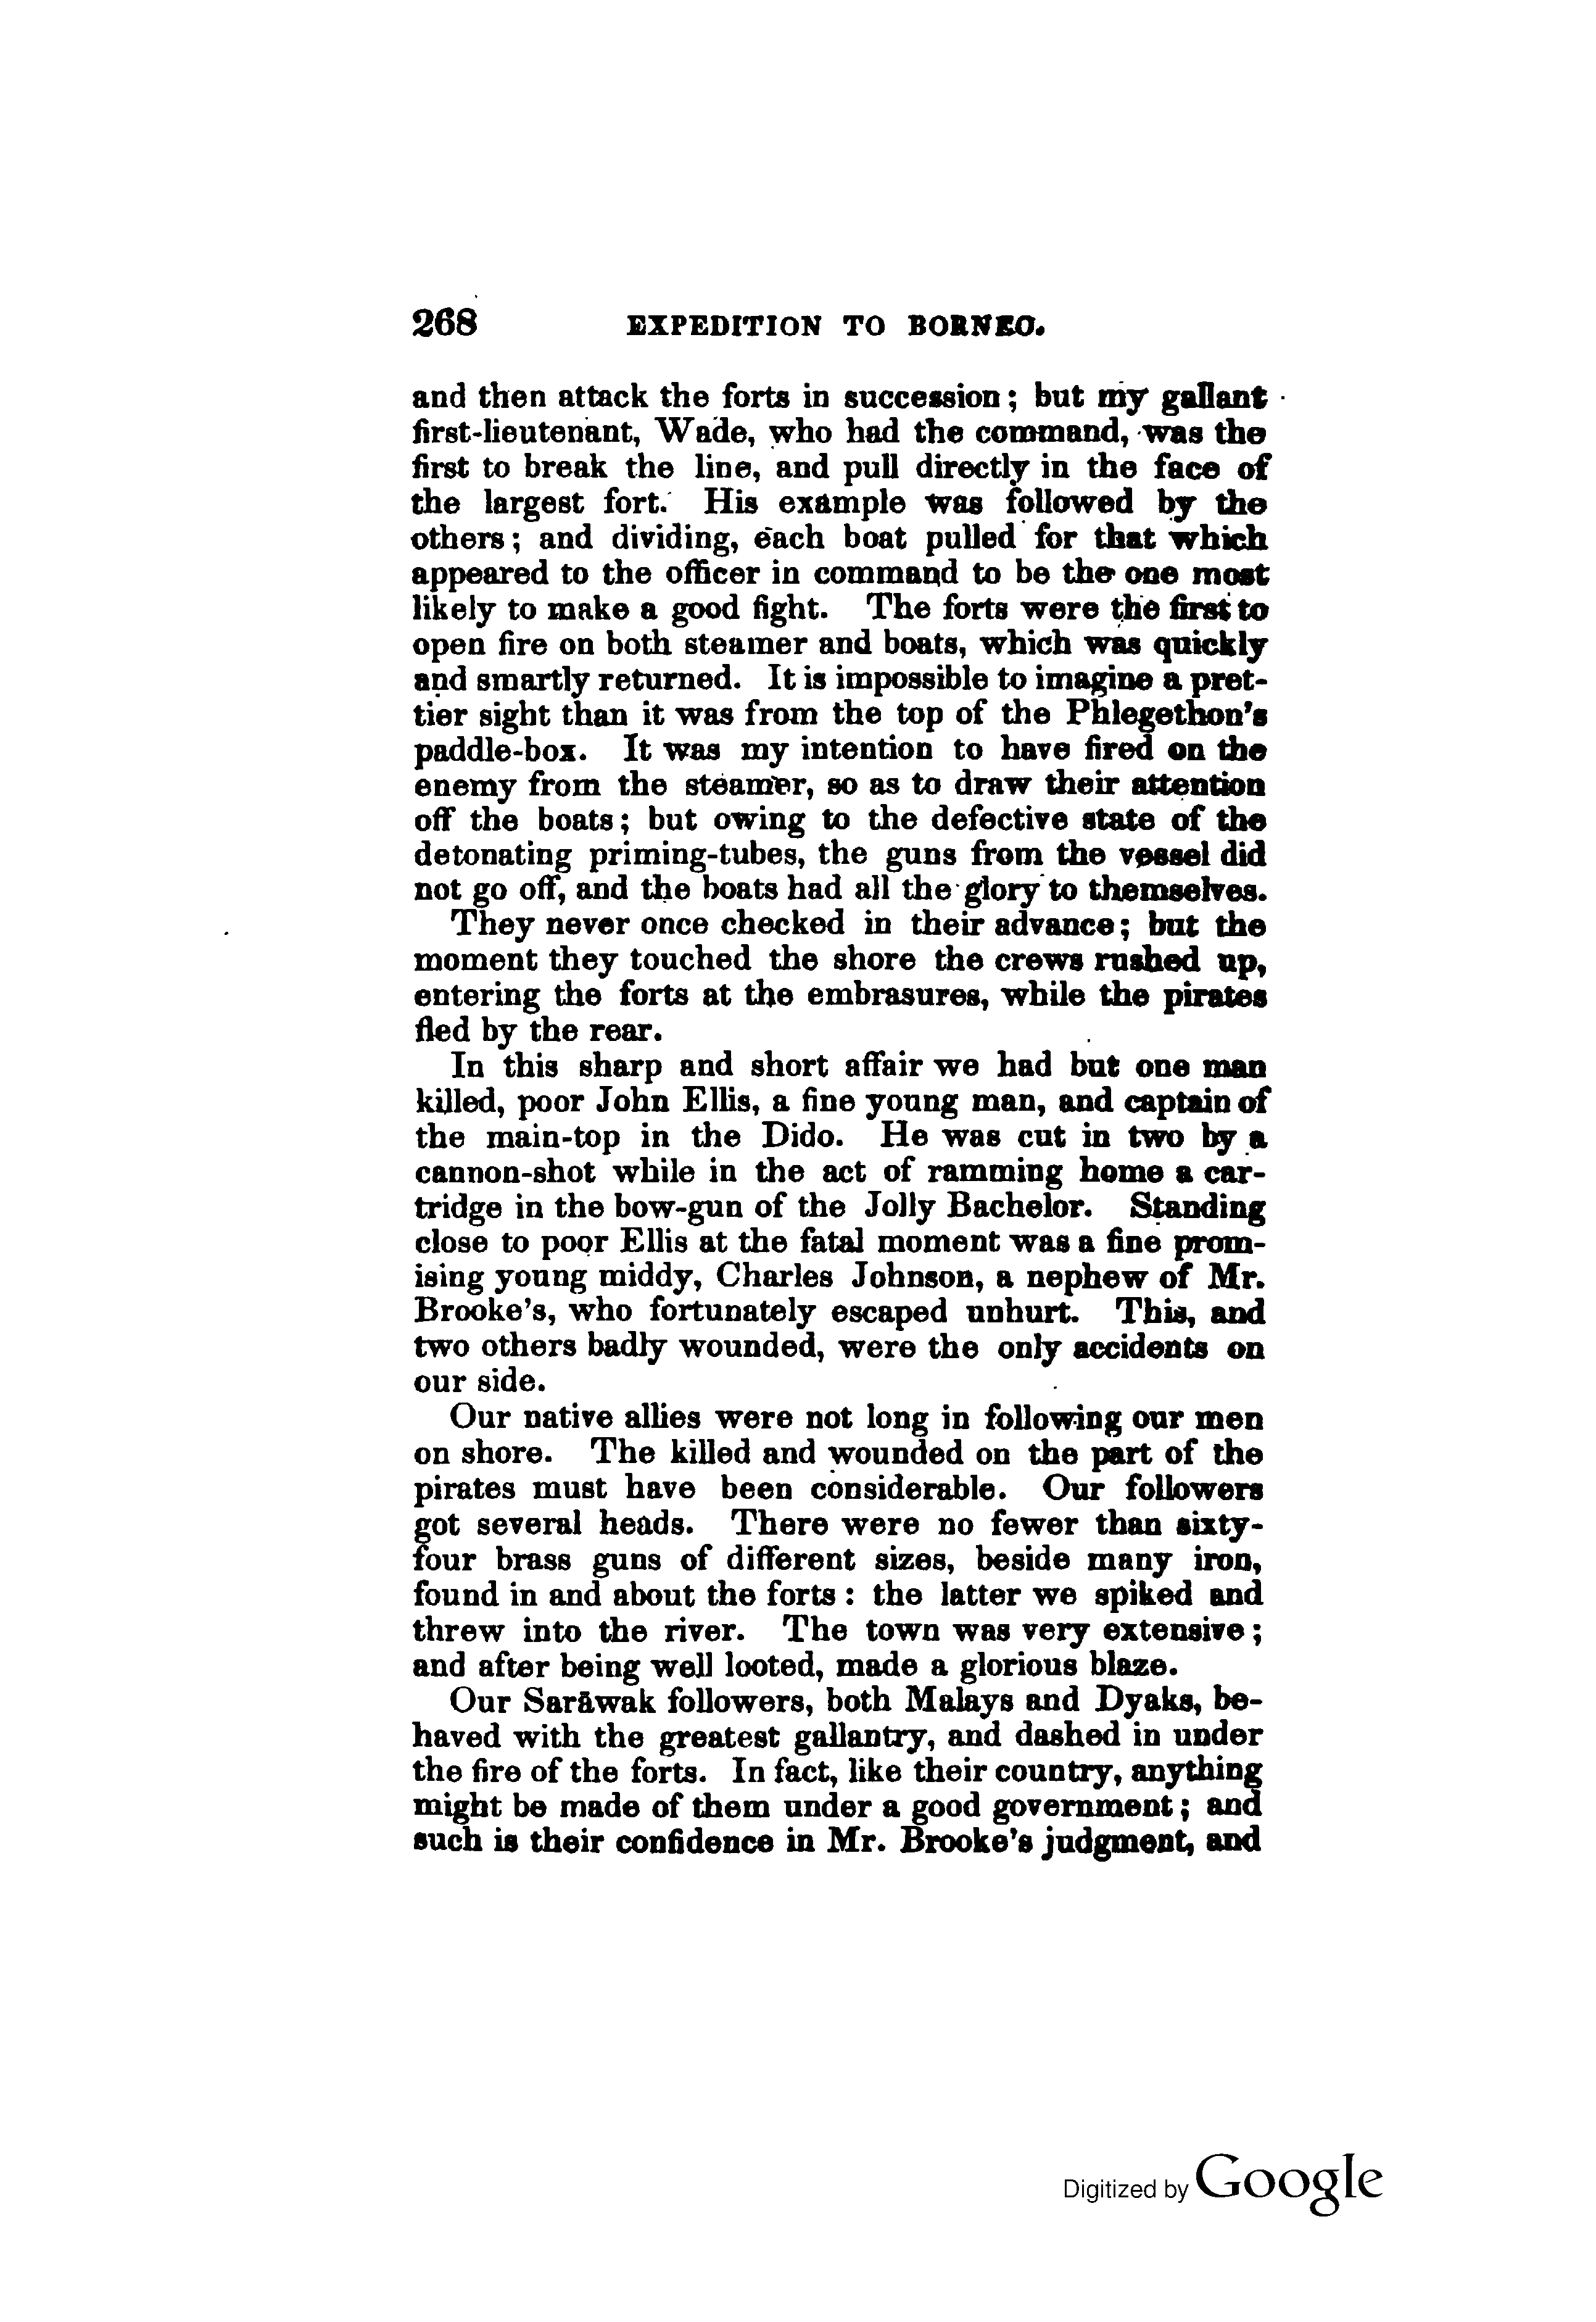 268 EXPEDITION TO BORNEO.
and then attack the forts in succession; but my gallant
first-lieutenant, Wade, who had the command, was the
first to break the line, and pull directly in the face of
the largest fort. His example was followed by the
others; and dividing, each boat pulled for that which
appeared to the officer in command to be the one most
likely to make a good fight. The forts were the first to
open fire on both steamer and boats, which was quickly
and smartly returned. It is impossible to imagine a pret-
tier sight than it was from the top of the Phlegethon's
paddle-box. It was my intention to have fired on the
enemy from the steamer, so as to draw their attention
off the boats; but owing to the defective state of the
detonating priming-tubes, the guns from the vessel did
not go off, and the boats had all the glory to themselves.
They never once checked in their advance; but the
moment they touched the shore the crews rushed up,
entering the forts at the embrasures, while the pirates
fled by the rear.
In this sharp and short affair we had but one man
killed, poor John Ellis, a fine young man, and captain of
the main-top in the Dido. He was cut in two by a
cannon-shot while in the act of ramming home a car-
tridge in the bow-gun of the Jolly Bachelor. Standing
close to poor Ellis at the fatal moment was a fine prom-
ising young middy, Charles Johnson, a nephew of Mr.
Brooke's, who fortunately escaped unhurt. This, and
two others badly wounded, were the only accidents on
our side.
Our native allies were not long in following our men
on shore. The killed and wounded on the part of the
pirates must have been considerable. Our followers
got several heads. There were no fewer than sixty-
four brass guns of different sizes, beside many iron,
found in and about the forts: the latter we spiked and
threw into the river. The town was very extensive;
and after being well looted, made a glorious blaze.
Our Saräwak followers, both Malays and Dyaks, be-
haved with the greatest gallantry, and dashed in under
the fire of the forts. In fact, like their country, anything
might be made of them under a good government; and
such is their confidence in Mr. Brooke's judgment, and
Digitized by Google